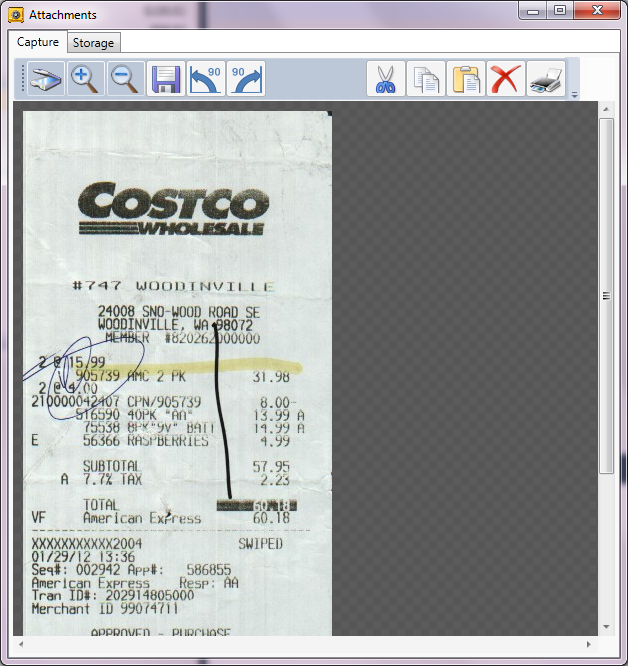 Attachments
Capture Storage
90 90
COSTCO
WHOLESALE
#747 WOODINVILLE
24008 SNO-WOOD ROAD SE
WOODINVILLE, WA 98072
MEMBER #820262000000
2 @ 15.99
905739 AMC 2 PK 31.98
2 @ 4.00
210000042407 CPN/905739 8.00-
516590 40PK "AA" 13.99 A
75538 8PK"9V" BATT 14.99 A
E 56366 RASPBERRIES 4.99
SUBTOTAL 57.95
A 7.7% TAX 2.23
TOTAL 60.18
VF American Express 60.18
XXXXXXXXXXX2004 SWIPED
01/29/12 13:36
Seq#: 002942 App#: 586855
American Express Resp: AA
Tran ID#: 202914805000
Merchant ID 99074711
APPROVED - PURCHASE